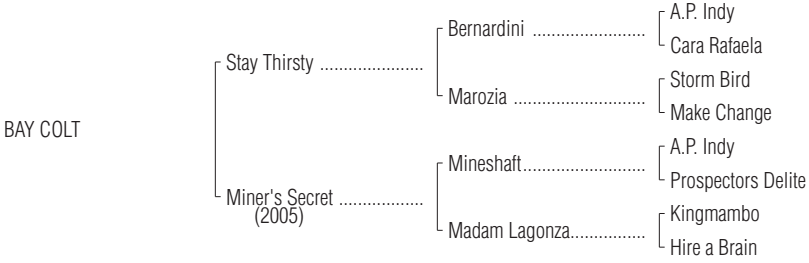 A.P. Indy
Bernardini ........................
Cara Rafaela
Stay Thirsty ......................
Storm Bird
Marozia ............................
Make Change
BAY COLT
A.P. Indy
Mineshaft..........................
Prospectors Delite
Miner's Secret ..................
(2005)
Kingmambo
Madam Lagonza................
Hire a Brain